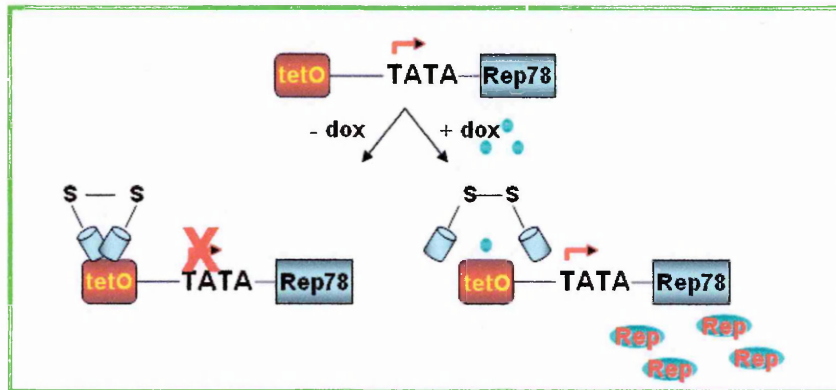 tetO TATA Rep78
- dox + dox
S S S S
X
tetO TATA Rep78 tetO TATA Rep78
Rep Rep
Rep Rep